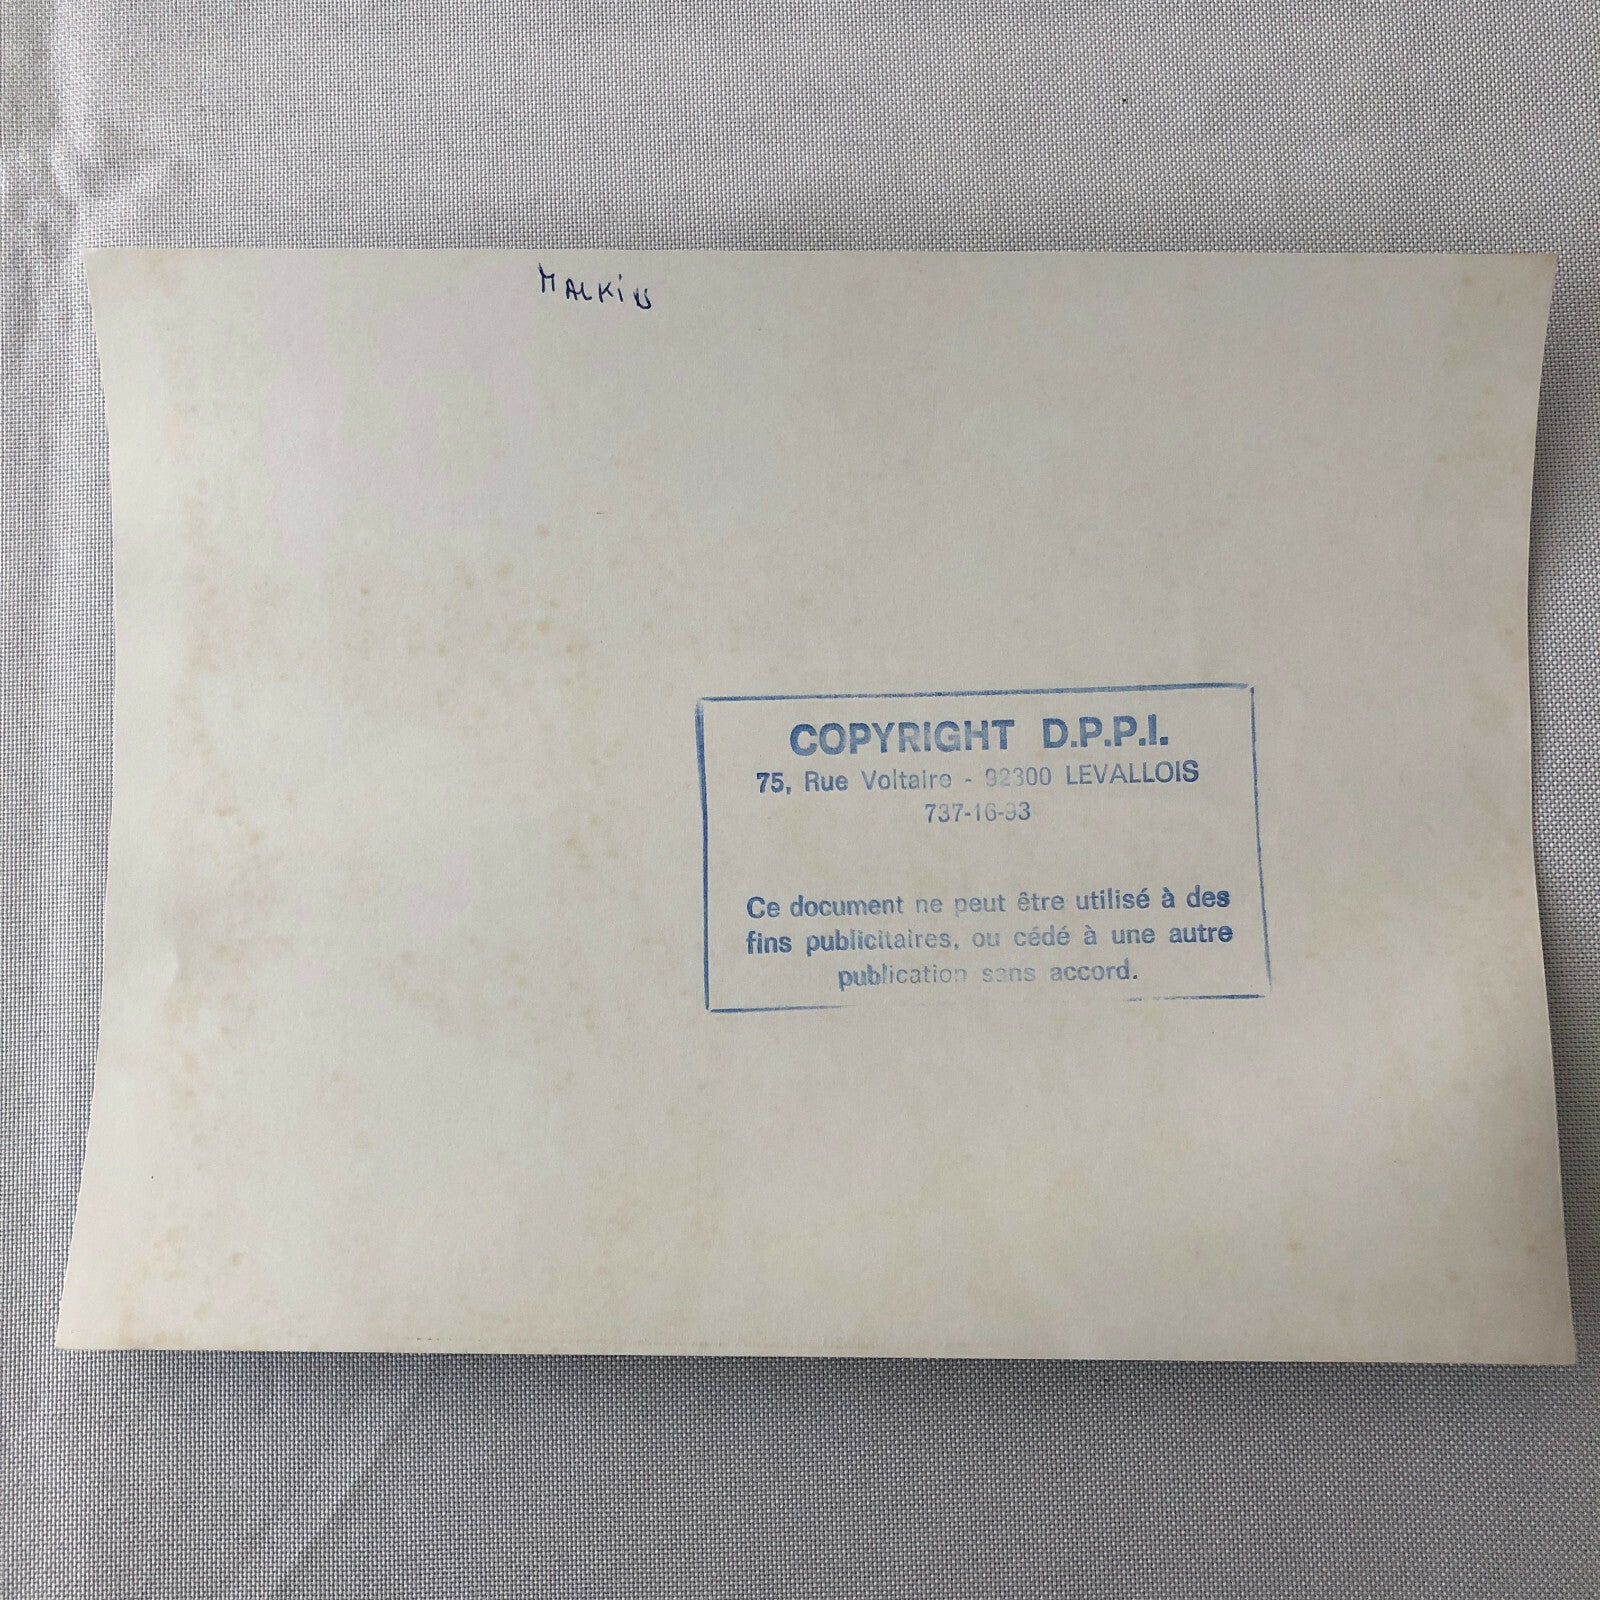 MALKiN
COPYRIGHT D.P.P.I.
75, Rue Voltaire - 92300 LEVALLOIS
737-16-93
Ce document ne peut être utilisé à des
fins publicitaires, ou cédé à une autre
publication sans accord.